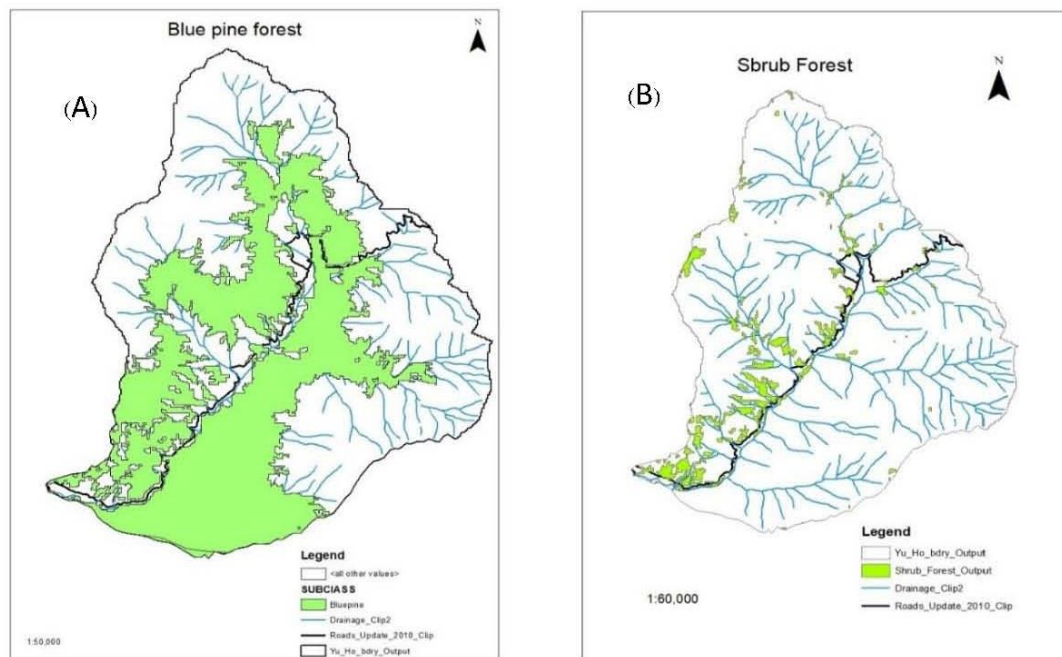 Blue pine forest
N
(A)
Legend
<all other values>
SUBCLASS
Bluepine
Drainage_Clip2
Roads_Update_2010_Clip
Yu_Ho_bdry_Output
1:50,000
Sbrub Forest
N
(B)
Legend
Yu_Ho_bdry_Output
Shrub_Forest_Output
Drainage_Clip2
Roads_Update_2010_Clip
1:60,000